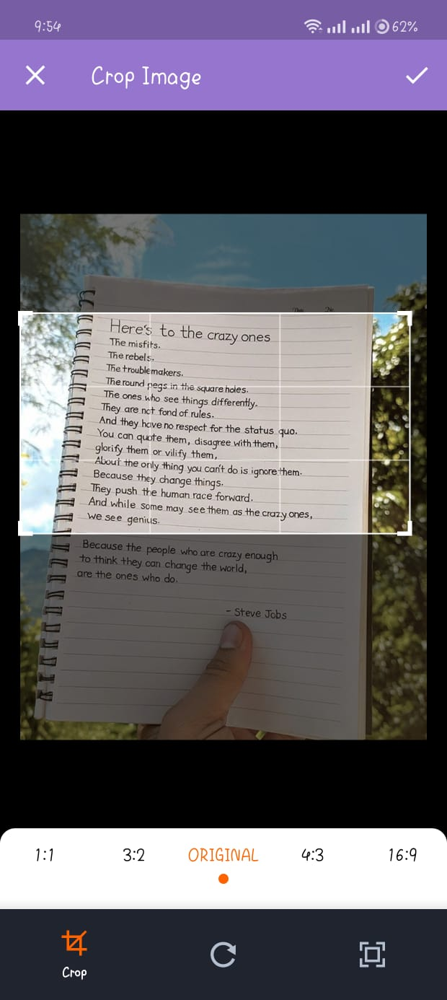 9:54
62%
Crop Image
Here's to the crazy ones
The misfits.
The rebels.
The troublemakers.
The round pegs in the square holes.
The ones who see things differently.
They are not fond of rules.
And they have no respect for the status quo.
You can quote them, disagree with them,
glorify them or vilify them,
About the only thing you can't do is ignore them.
Because they change things.
They push the human race forward.
And while some may see them as the crazy ones,
we see genius.
Because the people who are crazy enough
to think they can change the world,
are the ones who do.
- Steve Jobs
1:1
3:2
ORIGINAL
4:3
16:9
Crop